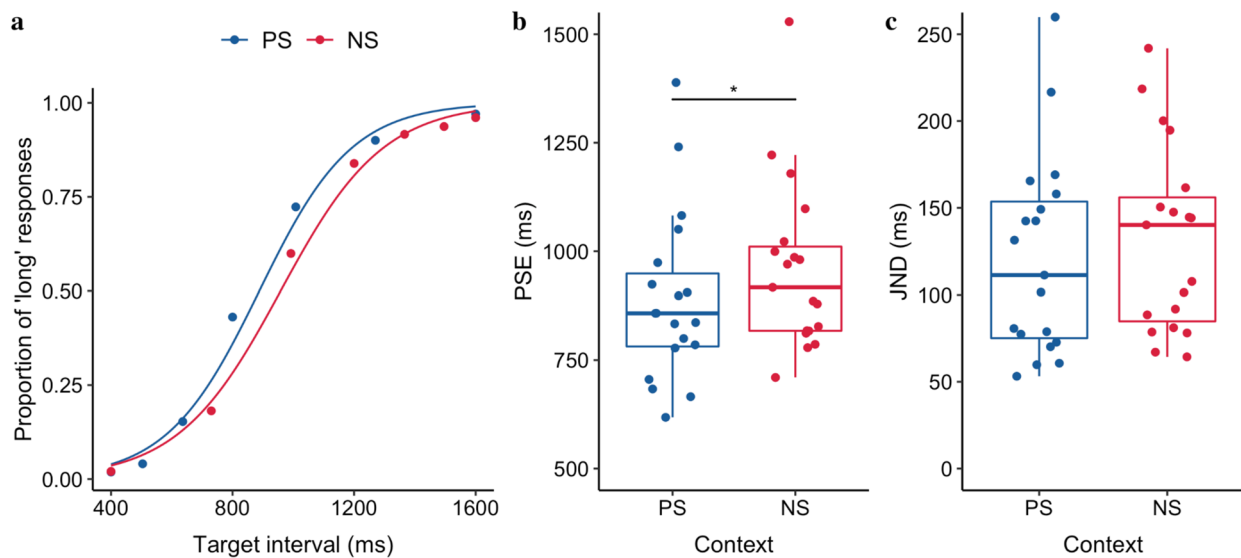 a
PS NS
Proportion of 'long' responses
1.00
0.75
0.50
0.25
0.00
400 800 1200 1600
Target interval (ms)
b
*
PSE (ms)
1500
1250
1000
750
500
PS NS
Context
c
JND (ms)
250
200
150
100
50
0
PS NS
Context